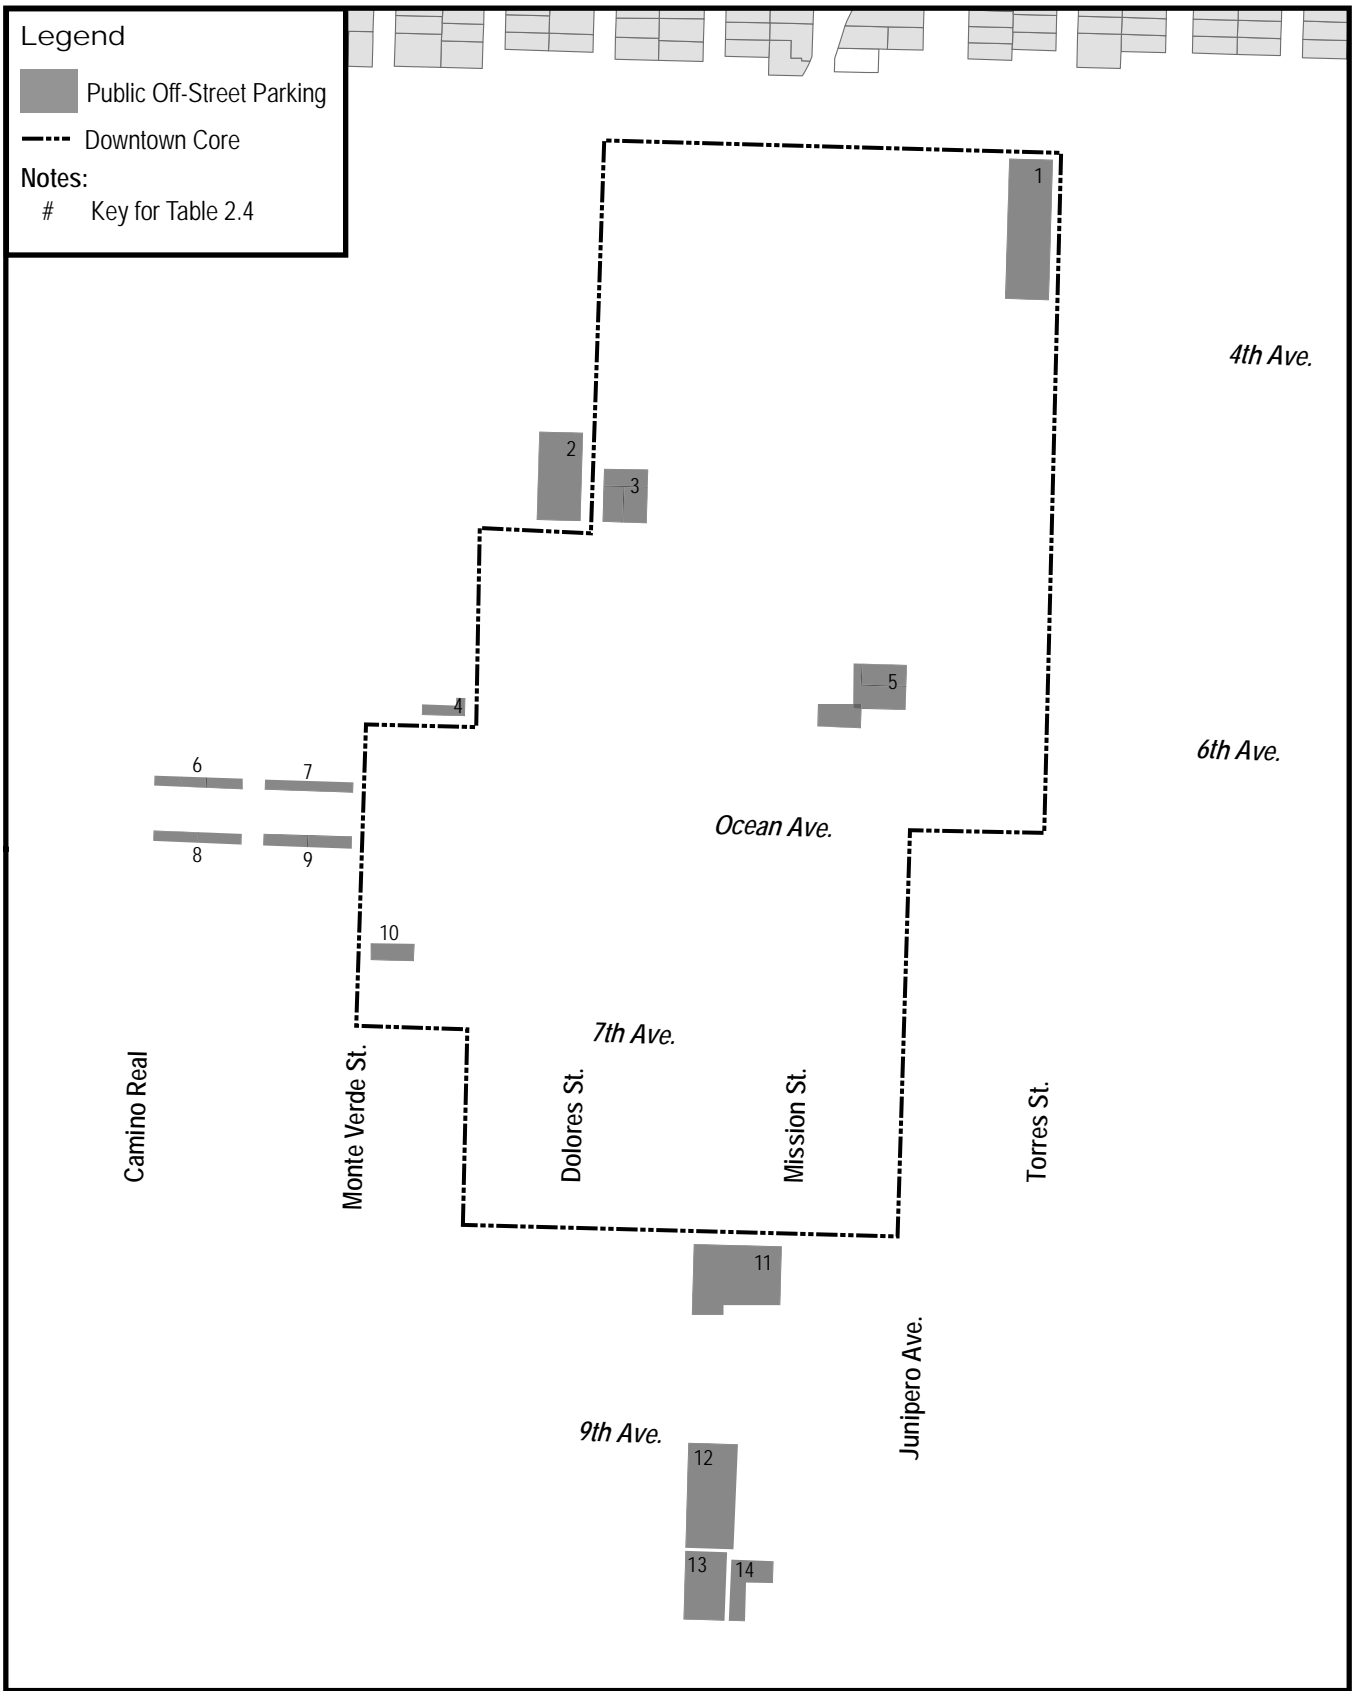 Legend
Public Off-Street Parking
Downtown Core
Notes:
# Key for Table 2.4
1
4th Ave.
2
3
5
4
6th Ave.
6
7
Ocean Ave.
8
9
10
7th Ave.
Camino Real
Monte Verde St.
Dolores St.
Mission St.
Torres St.
11
Junipero Ave.
9th Ave.
12
13
14